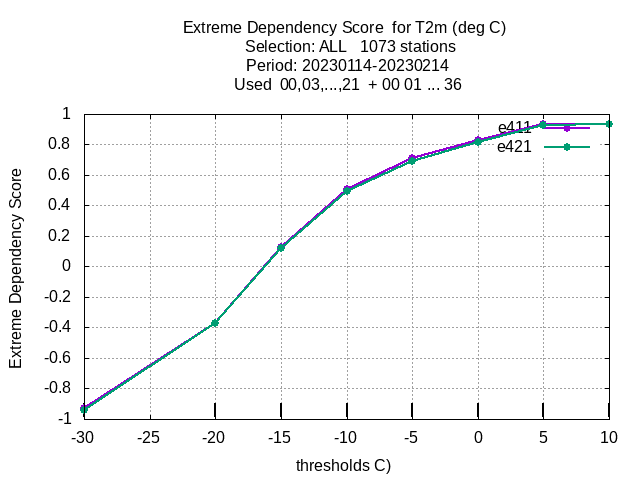 Extreme Dependency Score  for T2m (deg C)
Selection: ALL   1073 stations
Period: 20230114-20230214
Used  00,03,...,21  + 00 01 ... 36
Extreme Dependency Score
1
0.8
0.6
0.4
0.2
0
-0.2
-0.4
-0.6
-0.8
-1
e411
e421
-30 -25 -20 -15 -10 -5 0 5 10
thresholds C)